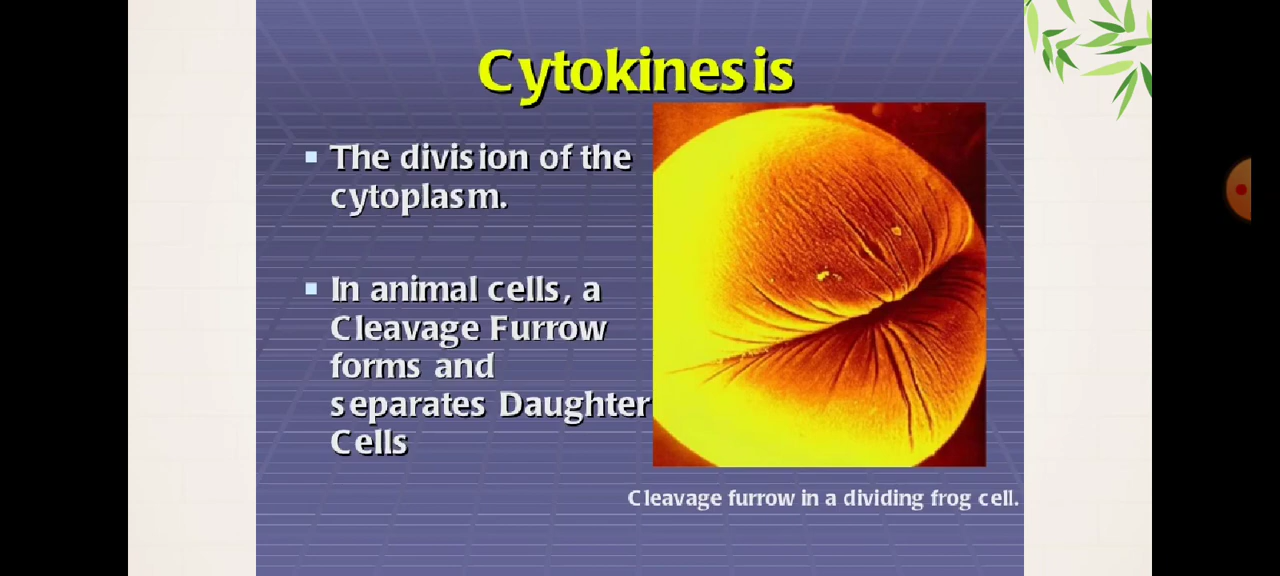 Cytokinesis
The division of the
cytoplasm.
In animal cells, a
Cleavage Furrow
forms and
separates Daughter
Cells
Cleavage furrow in a dividing frog cell.